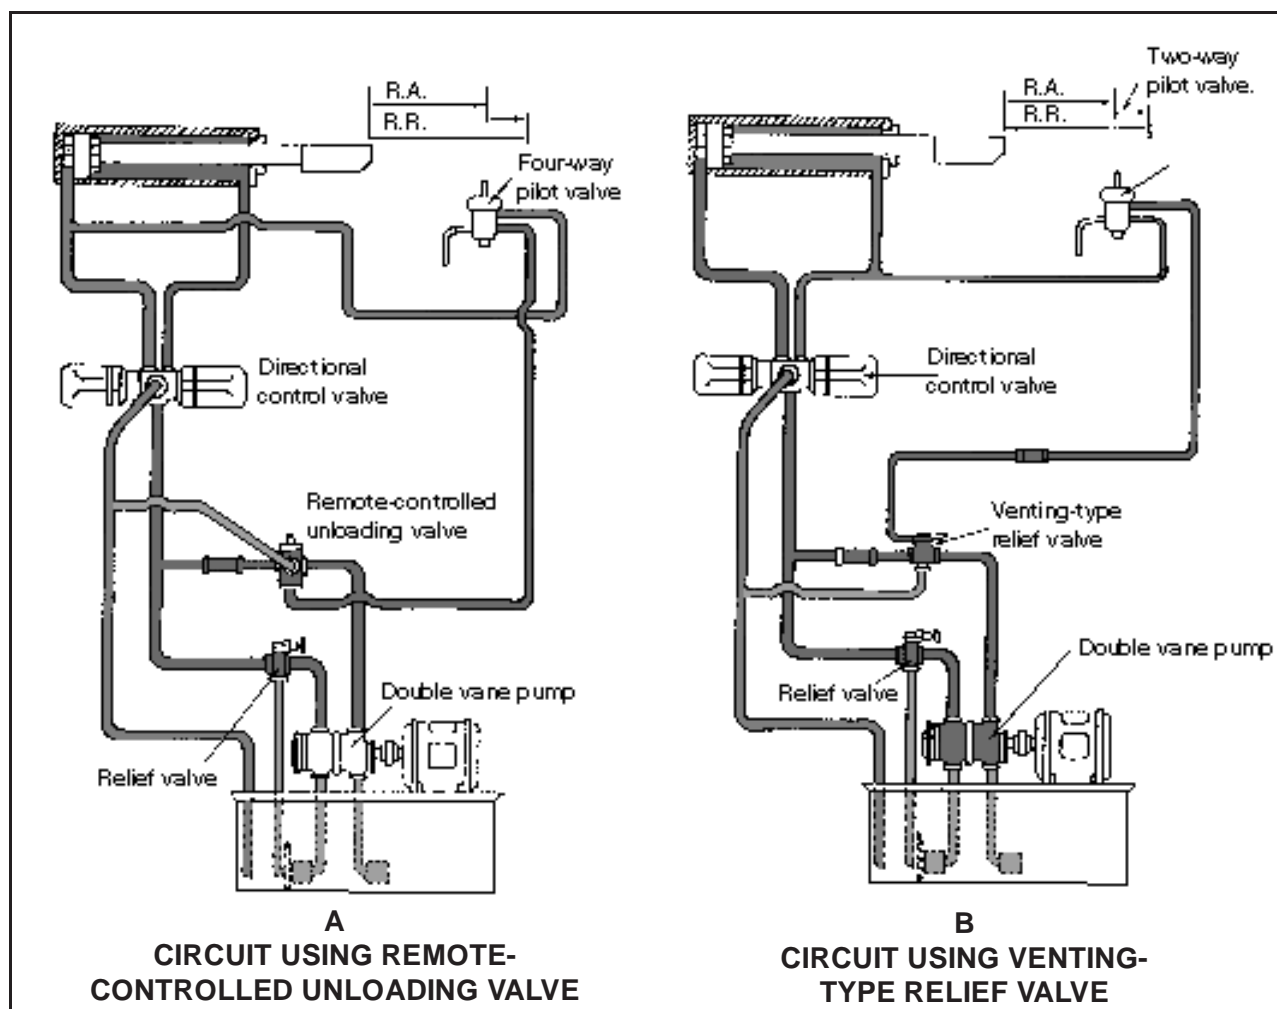 R.A.
R.R.
Four-way
pilot valve
Directional
control valve
Remote-controlled
unloading valve
Double vane pump
Relief valve
A
CIRCUIT USING REMOTE-
CONTROLLED UNLOADING VALVE
Two-way
pilot valve.
R.A.
R.R.
Directional
control valve
Venting-type
relief valve
Double vane pump
Relief valve
B
CIRCUIT USING VENTING-
TYPE RELIEF VALVE